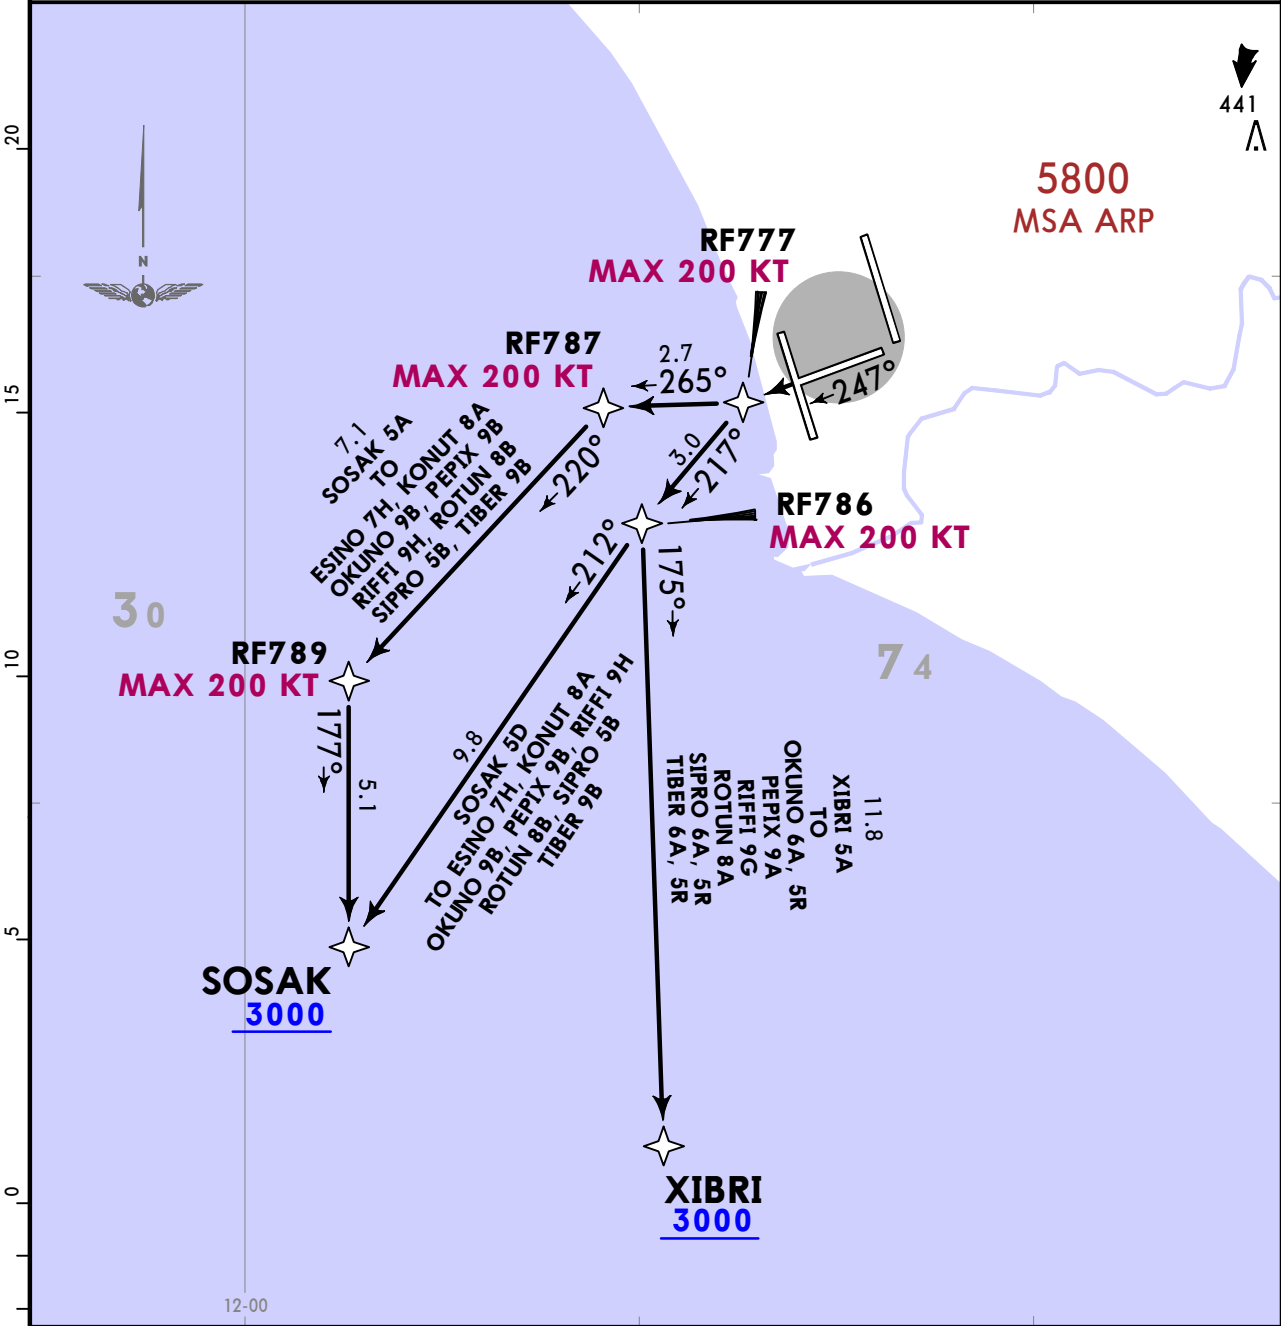 441
20
5800
MSA ARP
RF777
MAX 200 KT
N
RF787
MAX 200 KT
2.7
265°
247°
15
7.1
SOSAK 5A
TO
ESINO 7H, KONUT 8A
OKUNO 9B, PEPIX 9B
RIFFI 9H, ROTUN 8B
SIPRO 5B, TIBER 9B
220°
3.0
217°
RF786
MAX 200 KT
212°
175°
30
74
10
RF789
MAX 200 KT
177°
5.1
9.8
SOSAK 5D
TO ESINO 7H, KONUT 8A
OKUNO 9B, PEPIX 9B, RIFFI 9H
ROTUN 8B, SIPRO 5B
TIBER 9B
11.8
XIBRI 5A
TO
OKUNO 6A, 5R
PEPIX 9A
RIFFI 9G
ROTUN 8A
SIPRO 6A, 5R
TIBER 6A, 5R
5
SOSAK
3000
0
XIBRI
3000
12-00